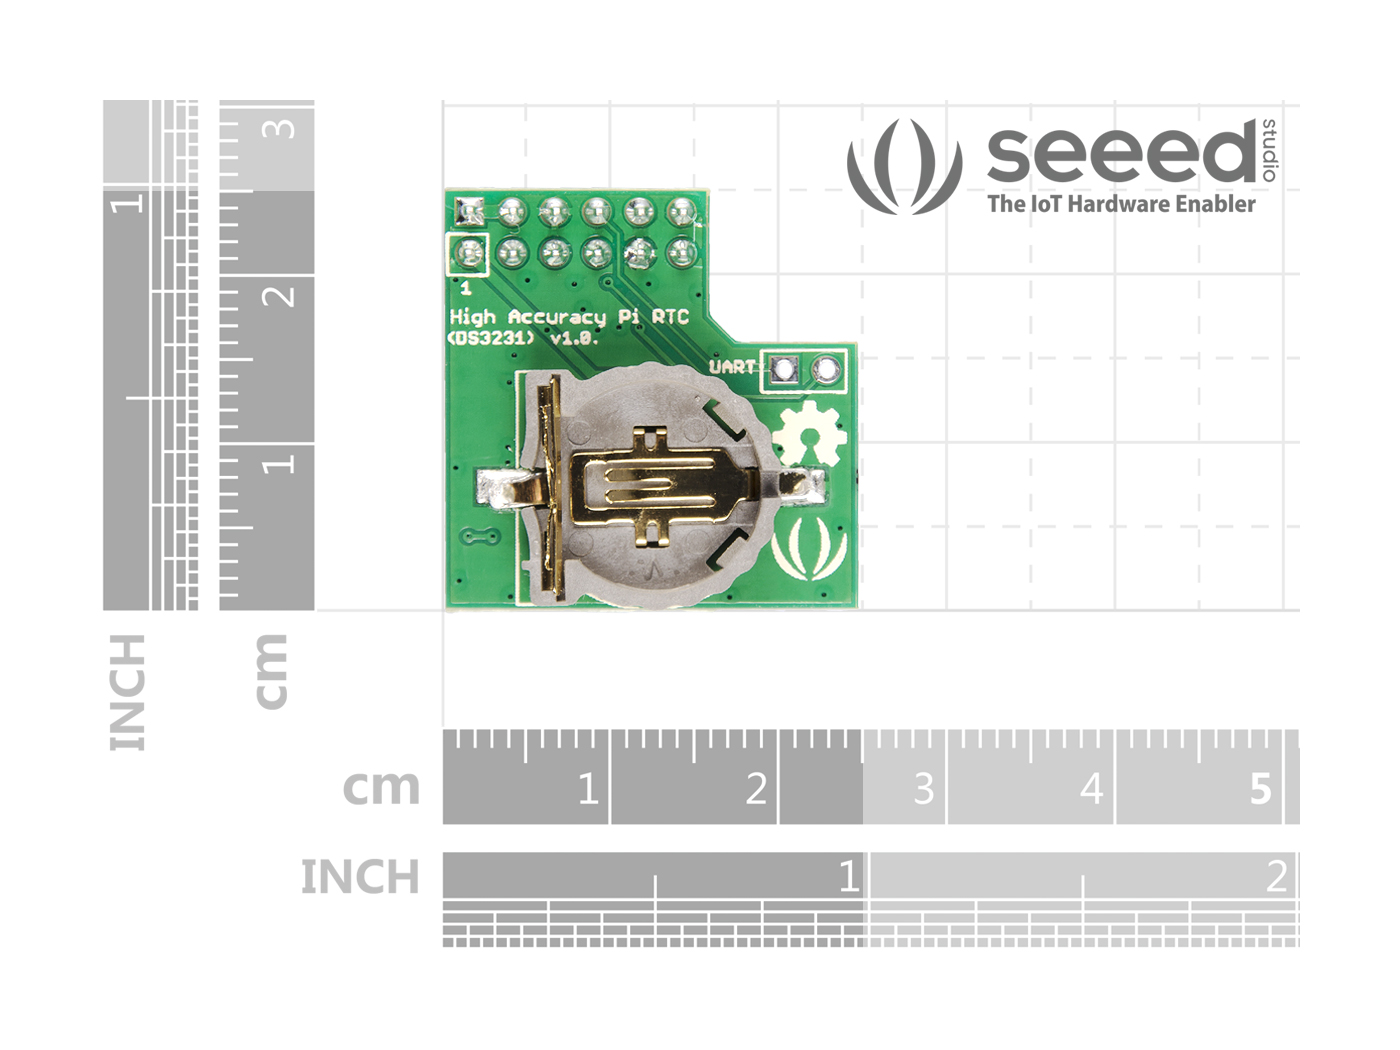 seeed
studio
The IoT Hardware Enabler
3
2
1
cm
1
INCH
1
High Accuracy Pi RTC
(DS3231) v1.0.
UART
cm
1
2
3
4
5
INCH
1
2